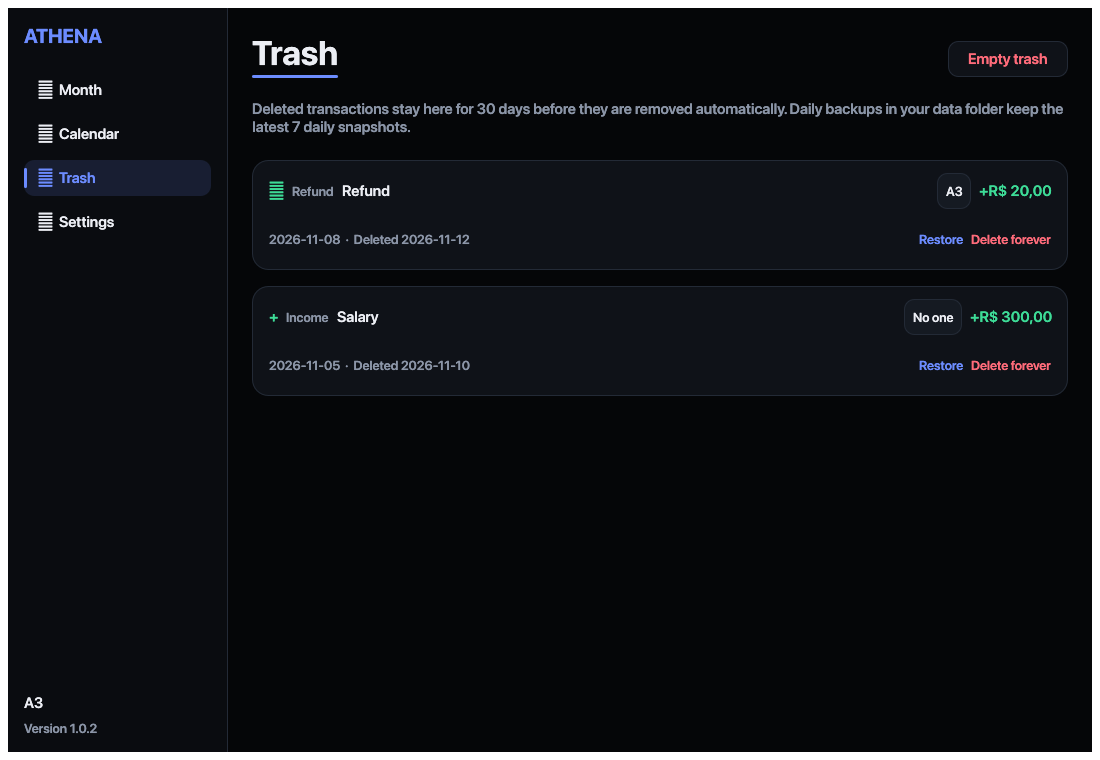 ATHENA
Month
Calendar
Trash
Settings
A3
Version 1.0.2
Trash
Empty trash
Deleted transactions stay here for 30 days before they are removed automatically. Daily backups in your data folder keep the
latest 7 daily snapshots.
Refund Refund A3 +R$ 20,00
2026-11-08 · Deleted 2026-11-12 Restore Delete forever
+ Income Salary No one +R$ 300,00
2026-11-05 · Deleted 2026-11-10 Restore Delete forever